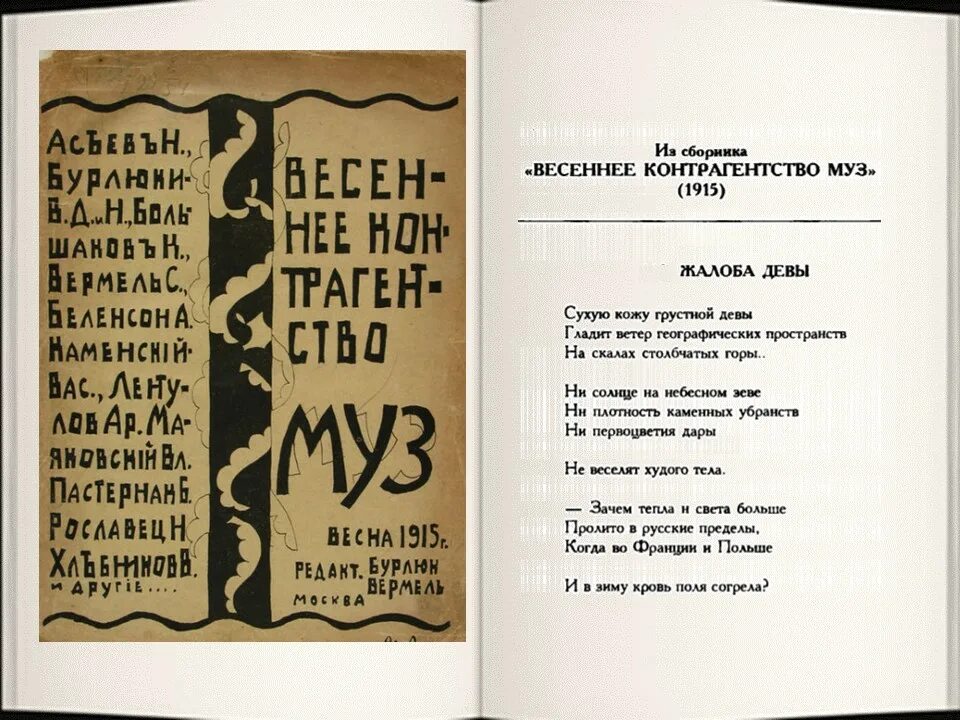 Асѣевъ Н.,
Бурлюки-
В. Д. и Н., Боль
шаковъ К.,
Вермель С.,
Беленсон А.
Каменскій-
Вас., Ленту-
лов Ар. Ма-
яковскій Вл.
Пастернак Б.
Рославец Н
Хлѣбников В.
и другіе....
ВЕСЕН-
НЕЕ КОН-
ТРАГЕНТ-
СТВО
МУЗ
ВЕСНА 1915 г.
РЕДАКТ. БУРЛЮК
ВЕРМЕЛЬ
МОСКВА
Из сборника
«ВЕСЕННЕЕ КОНТРАГЕНТСТВО МУЗ»
(1915)
ЖАЛОБА ДЕВЫ
Сухую кожу грустной девы
Гладит ветер географических пространств
На скалах столбчатых горы..
Ни солнце на небесном зеве
Ни плотность каменных убранств
Ни первоцветия дары
Не веселят худого тела.
— Зачем тепла и света больше
Пролито в русские пределы,
Когда во Франции и Польше
И в зиму кровь поля согрела?